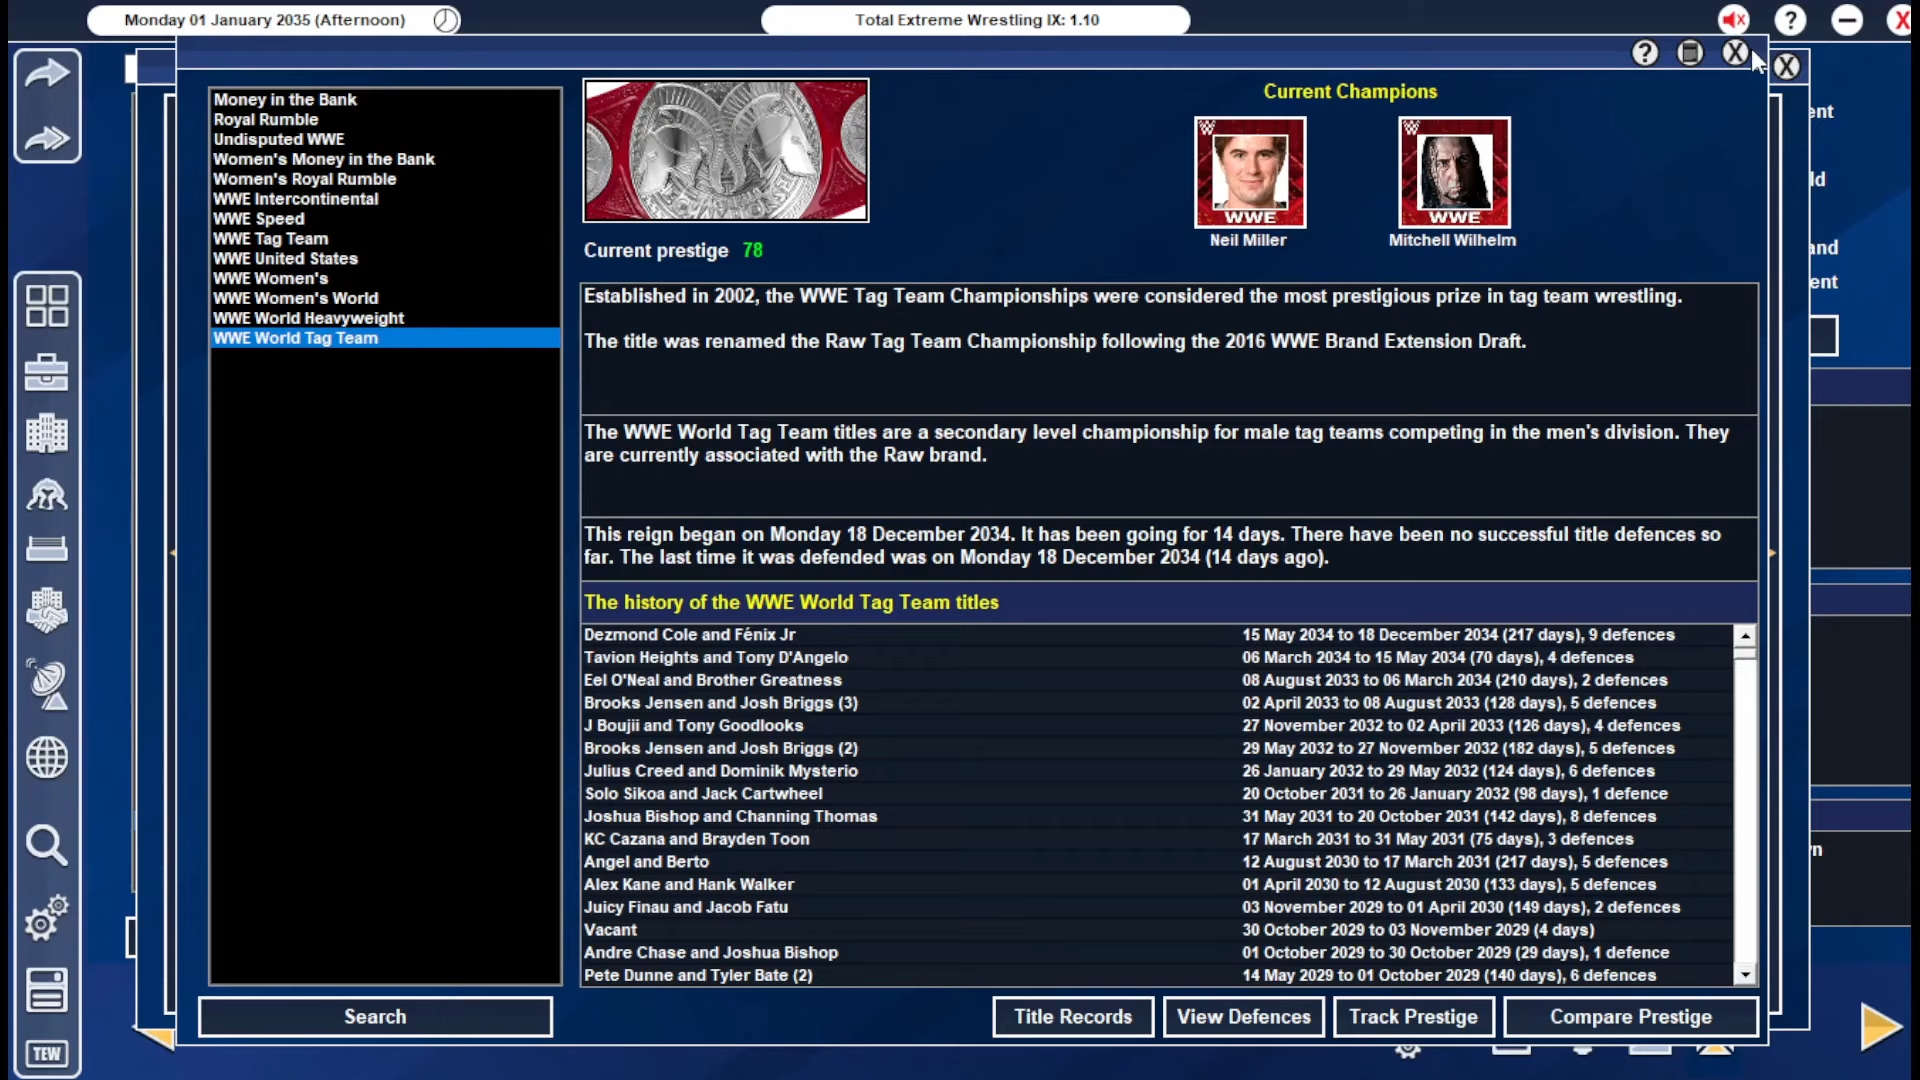 Monday 01 January 2035 (Afternoon)
Total Extreme Wrestling IX: 1.10
Money in the Bank
Royal Rumble
Undisputed WWE
Women's Money in the Bank
Women's Royal Rumble
WWE Intercontinental
WWE Speed
WWE Tag Team
WWE United States
WWE Women's
WWE Women's World
WWE World Heavyweight
WWE World Tag Team
Search
Current prestige 78
Current Champions
WWE
WWE
Neil Miller
Mitchell Wilhelm
Established in 2002, the WWE Tag Team Championships were considered the most prestigious prize in tag team wrestling.
The title was renamed the Raw Tag Team Championship following the 2016 WWE Brand Extension Draft.
The WWE World Tag Team titles are a secondary level championship for male tag teams competing in the men's division. They
are currently associated with the Raw brand.
This reign began on Monday 18 December 2034. It has been going for 14 days. There have been no successful title defences so
far. The last time it was defended was on Monday 18 December 2034 (14 days ago).
The history of the WWE World Tag Team titles
Dezmond Cole and Fénix Jr 15 May 2034 to 18 December 2034 (217 days), 9 defences
Tavion Heights and Tony D'Angelo 06 March 2034 to 15 May 2034 (70 days), 4 defences
Eel O'Neal and Brother Greatness 08 August 2033 to 06 March 2034 (210 days), 2 defences
Brooks Jensen and Josh Briggs (3) 02 April 2033 to 08 August 2033 (128 days), 5 defences
J Boujii and Tony Goodlooks 27 November 2032 to 02 April 2033 (126 days), 4 defences
Brooks Jensen and Josh Briggs (2) 29 May 2032 to 27 November 2032 (182 days), 5 defences
Julius Creed and Dominik Mysterio 26 January 2032 to 29 May 2032 (124 days), 6 defences
Solo Sikoa and Jack Cartwheel 20 October 2031 to 26 January 2032 (98 days), 1 defence
Joshua Bishop and Channing Thomas 31 May 2031 to 20 October 2031 (142 days), 8 defences
KC Cazana and Brayden Toon 17 March 2031 to 31 May 2031 (75 days), 3 defences
Angel and Berto 12 August 2030 to 17 March 2031 (217 days), 5 defences
Alex Kane and Hank Walker 01 April 2030 to 12 August 2030 (133 days), 5 defences
Juicy Finau and Jacob Fatu 03 November 2029 to 01 April 2030 (149 days), 2 defences
Vacant 30 October 2029 to 03 November 2029 (4 days)
Andre Chase and Joshua Bishop 01 October 2029 to 30 October 2029 (29 days), 1 defence
Pete Dunne and Tyler Bate (2) 14 May 2029 to 01 October 2029 (140 days), 6 defences
Title Records
View Defences
Track Prestige
Compare Prestige
TEW